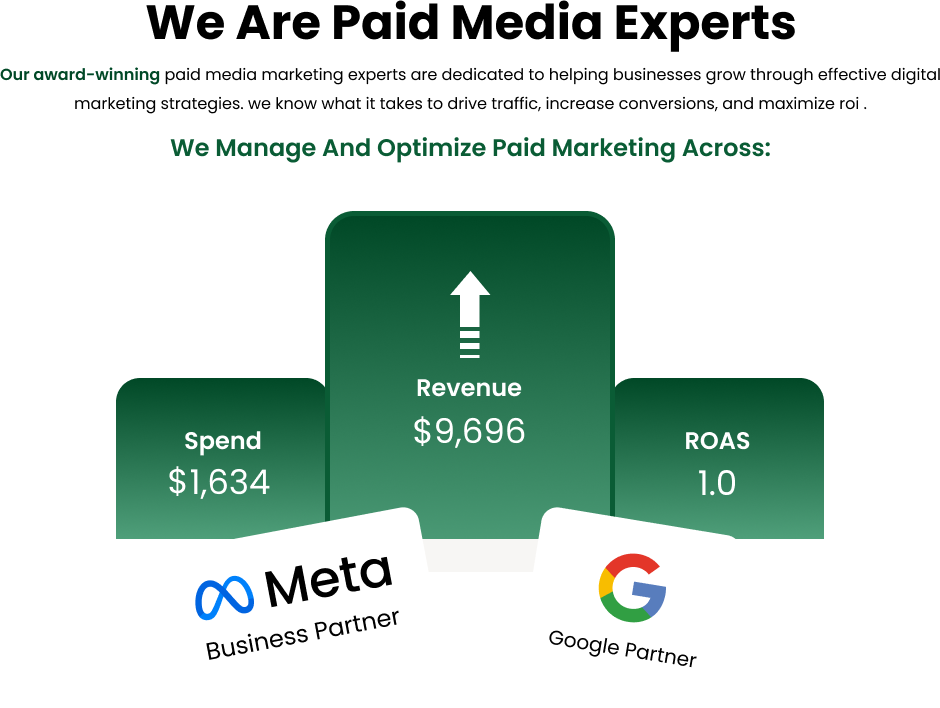 We Are Paid Media Experts
Our award-winning paid media marketing experts are dedicated to helping businesses grow through effective digital
marketing strategies. we know what it takes to drive traffic, increase conversions, and maximize roi .
We Manage And Optimize Paid Marketing Across:
Revenue
$9,696
Spend
$1,634
ROAS
1.0
Meta
Business Partner
Google Partner